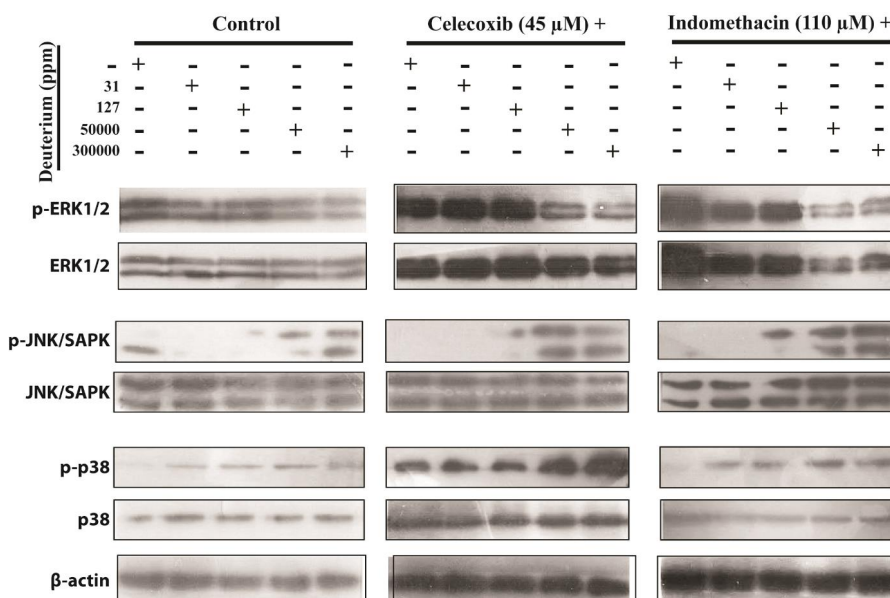 Control Celecoxib (45 µM) + Indomethacin (110 µM) +
Deuterium (ppm)
- + - - - - + - - - - + - - - -
31 - + - - - - + - - - - + - - -
127 - - + - - - - + - - - - + - -
50000 - - - + - - - - + - - - - + -
300000 - - - - + - - - - + - - - - +
p-ERK1/2
ERK1/2
p-JNK/SAPK
JNK/SAPK
p-p38
p38
β-actin